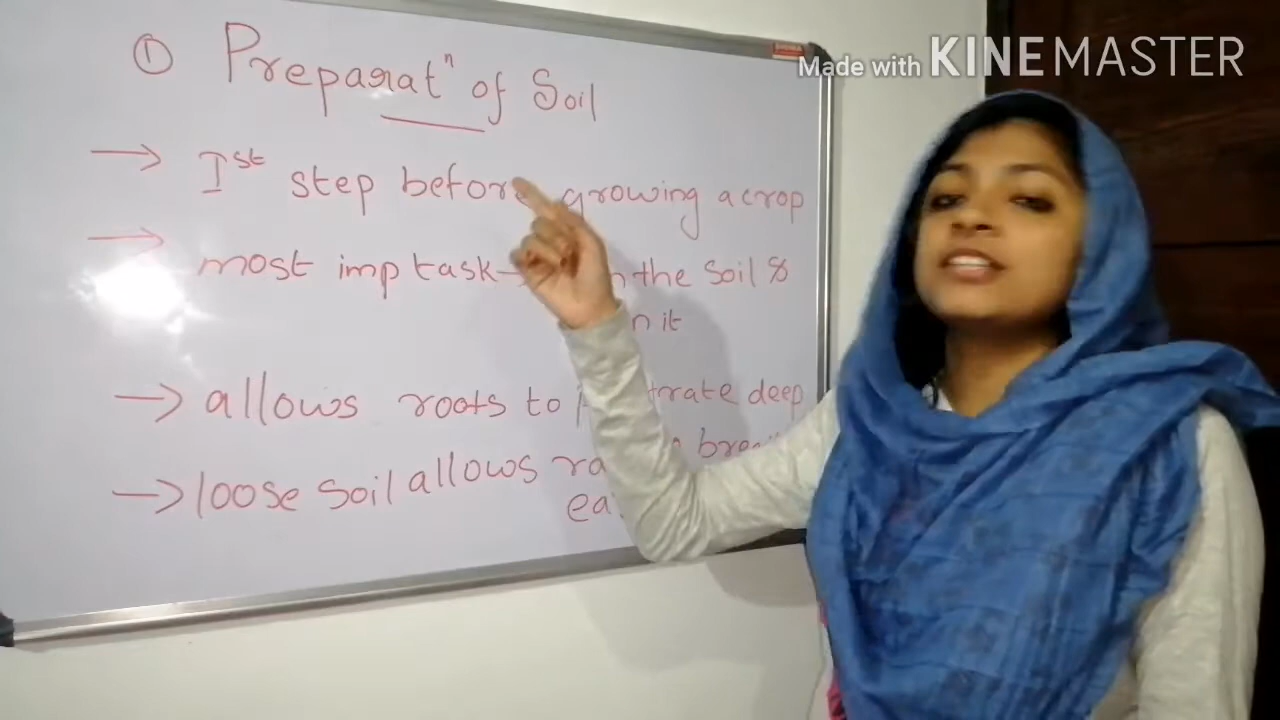 ① Preparatⁿ of Soil
Made with KINEMASTER
→ Ist step before growing a crop
→ most imp task → the soil &
it
→ allows roots to deep
→ loose soil allows